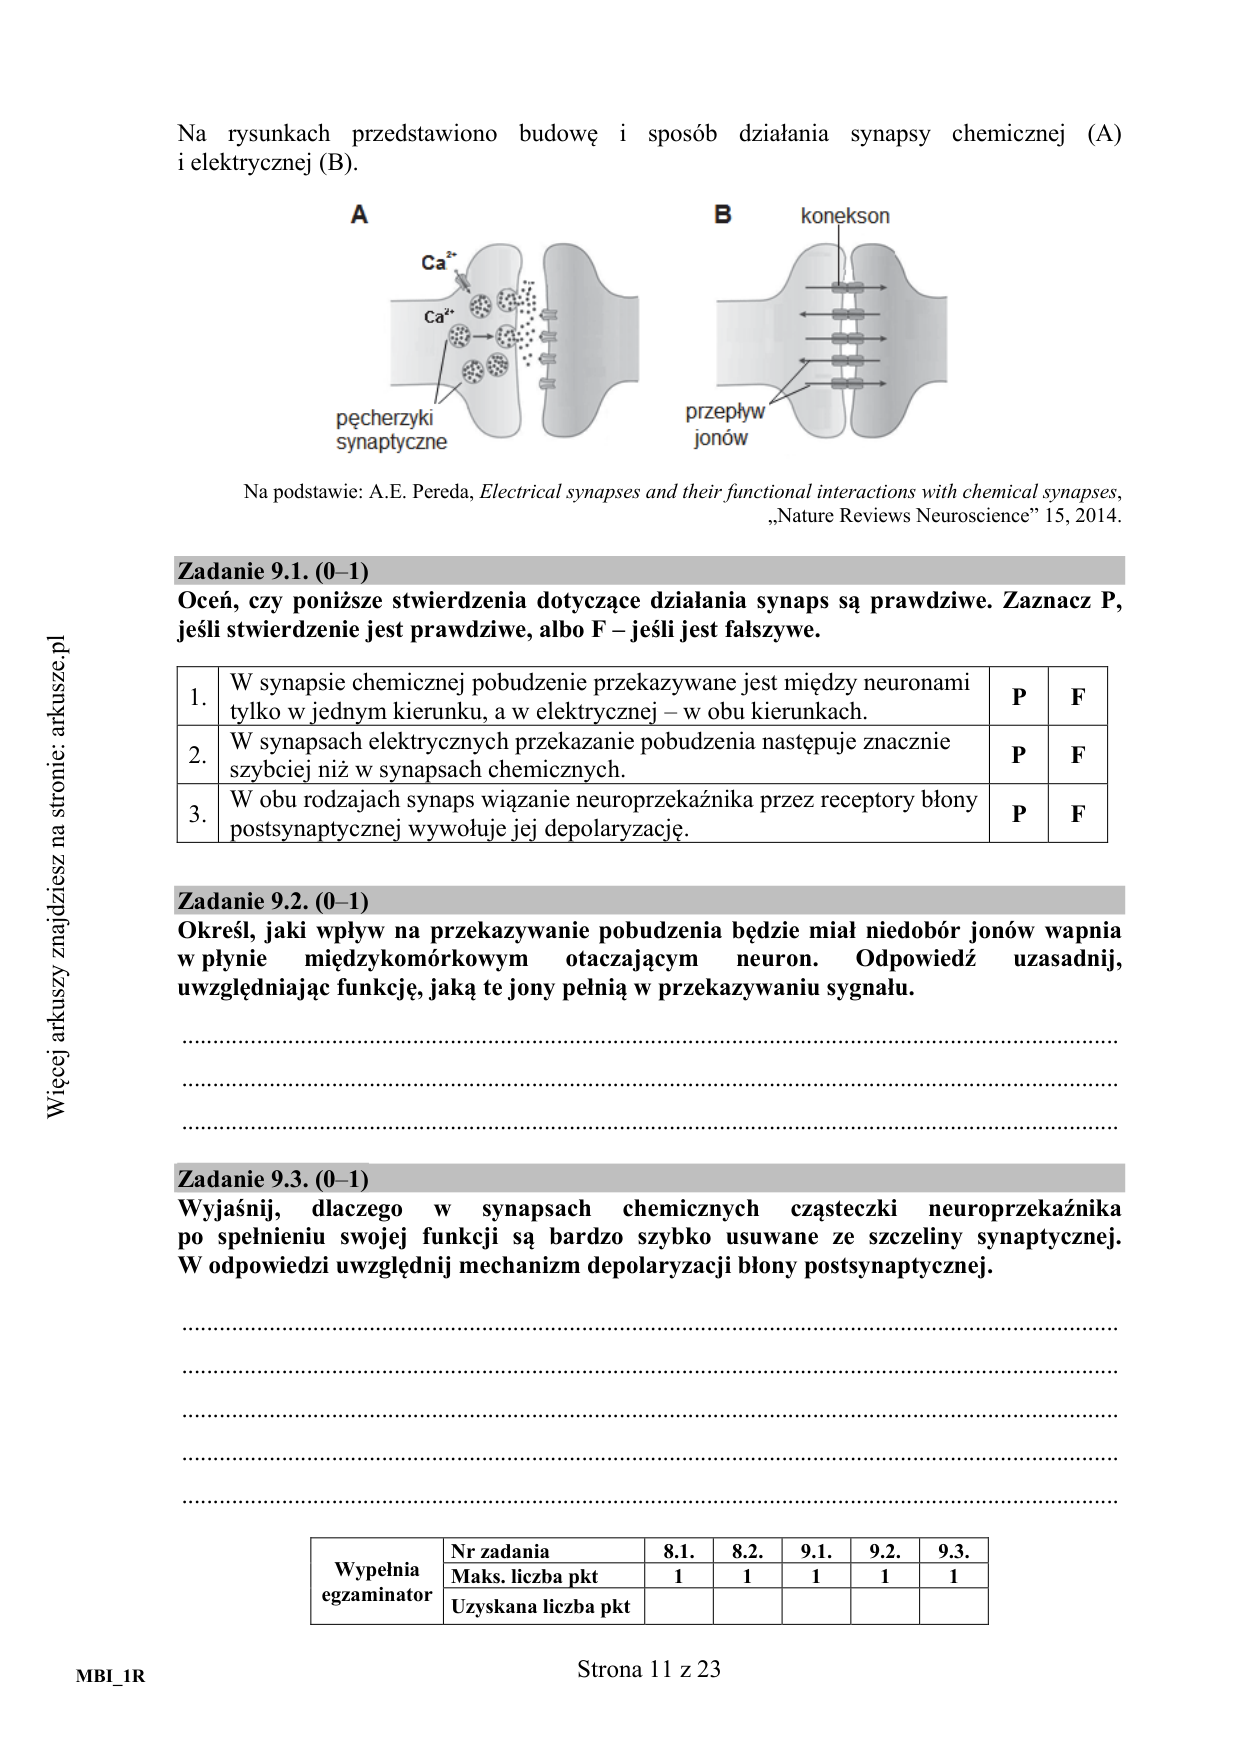 Na rysunkach przedstawiono budowę i sposób działania synapsy chemicznej (A)
i elektrycznej (B).
A
B
konekson
Ca²⁺
Ca²⁺
pęcherzyki
synaptyczne
przepływ
jonów
Na podstawie: A.E. Pereda, Electrical synapses and their functional interactions with chemical synapses,
„Nature Reviews Neuroscience” 15, 2014.
Zadanie 9.1. (0–1)
Oceń, czy poniższe stwierdzenia dotyczące działania synaps są prawdziwe. Zaznacz P,
jeśli stwierdzenie jest prawdziwe, albo F – jeśli jest fałszywe.
1. W synapsie chemicznej pobudzenie przekazywane jest między neuronami
tylko w jednym kierunku, a w elektrycznej – w obu kierunkach. P F
2. W synapsach elektrycznych przekazanie pobudzenia następuje znacznie
szybciej niż w synapsach chemicznych. P F
3. W obu rodzajach synaps wiązanie neuroprzekaźnika przez receptory błony
postsynaptycznej wywołuje jej depolaryzację. P F
Zadanie 9.2. (0–1)
Określ, jaki wpływ na przekazywanie pobudzenia będzie miał niedobór jonów wapnia
w płynie międzykomórkowym otaczającym neuron. Odpowiedź uzasadnij,
uwzględniając funkcję, jaką te jony pełnią w przekazywaniu sygnału.
Zadanie 9.3. (0–1)
Wyjaśnij, dlaczego w synapsach chemicznych cząsteczki neuroprzekaźnika
po spełnieniu swojej funkcji są bardzo szybko usuwane ze szczeliny synaptycznej.
W odpowiedzi uwzględnij mechanizm depolaryzacji błony postsynaptycznej.
Wypełnia
egzaminator
Nr zadania 8.1. 8.2. 9.1. 9.2. 9.3.
Maks. liczba pkt 1 1 1 1 1
Uzyskana liczba pkt
MBI_1R
Strona 11 z 23
Więcej arkuszy znajdziesz na stronie: arkusze.pl